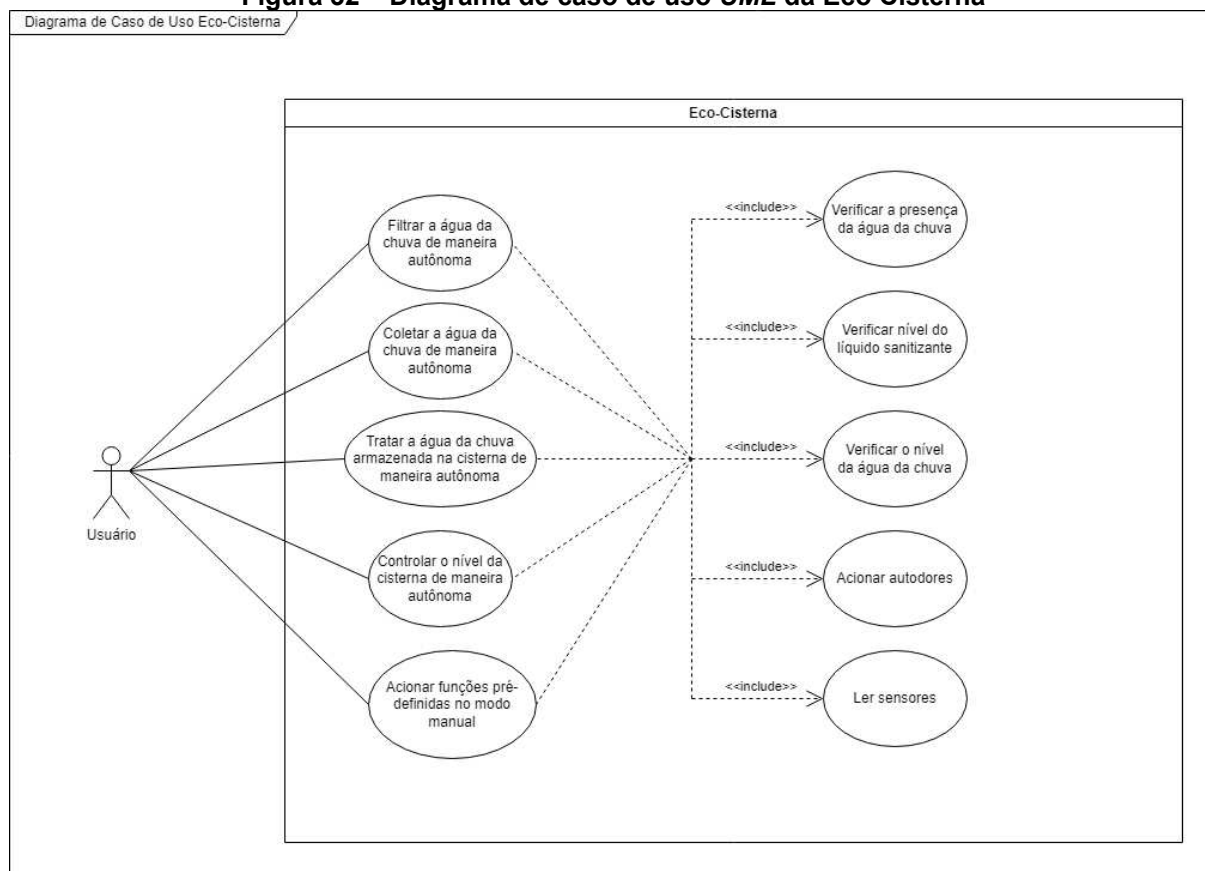 Figura 32 – Diagrama de caso de uso UML da Eco Cisterna
Diagrama de Caso de Uso Eco-Cisterna
Eco-Cisterna
Filtrar a água da
chuva de maneira
autônoma
Coletar a água da
chuva de maneira
autônoma
Tratar a água da chuva
armazenada na cisterna de
maneira autônoma
Controlar o nível da
cisterna de maneira
autônoma
Acionar funções pré-
definidas no modo
manual
Usuário
<<include>>
Verificar a presença
da água da chuva
<<include>>
Verificar nível do
líquido sanitizante
<<include>>
Verificar o nível
da água da chuva
<<include>>
Acionar autodores
<<include>>
Ler sensores